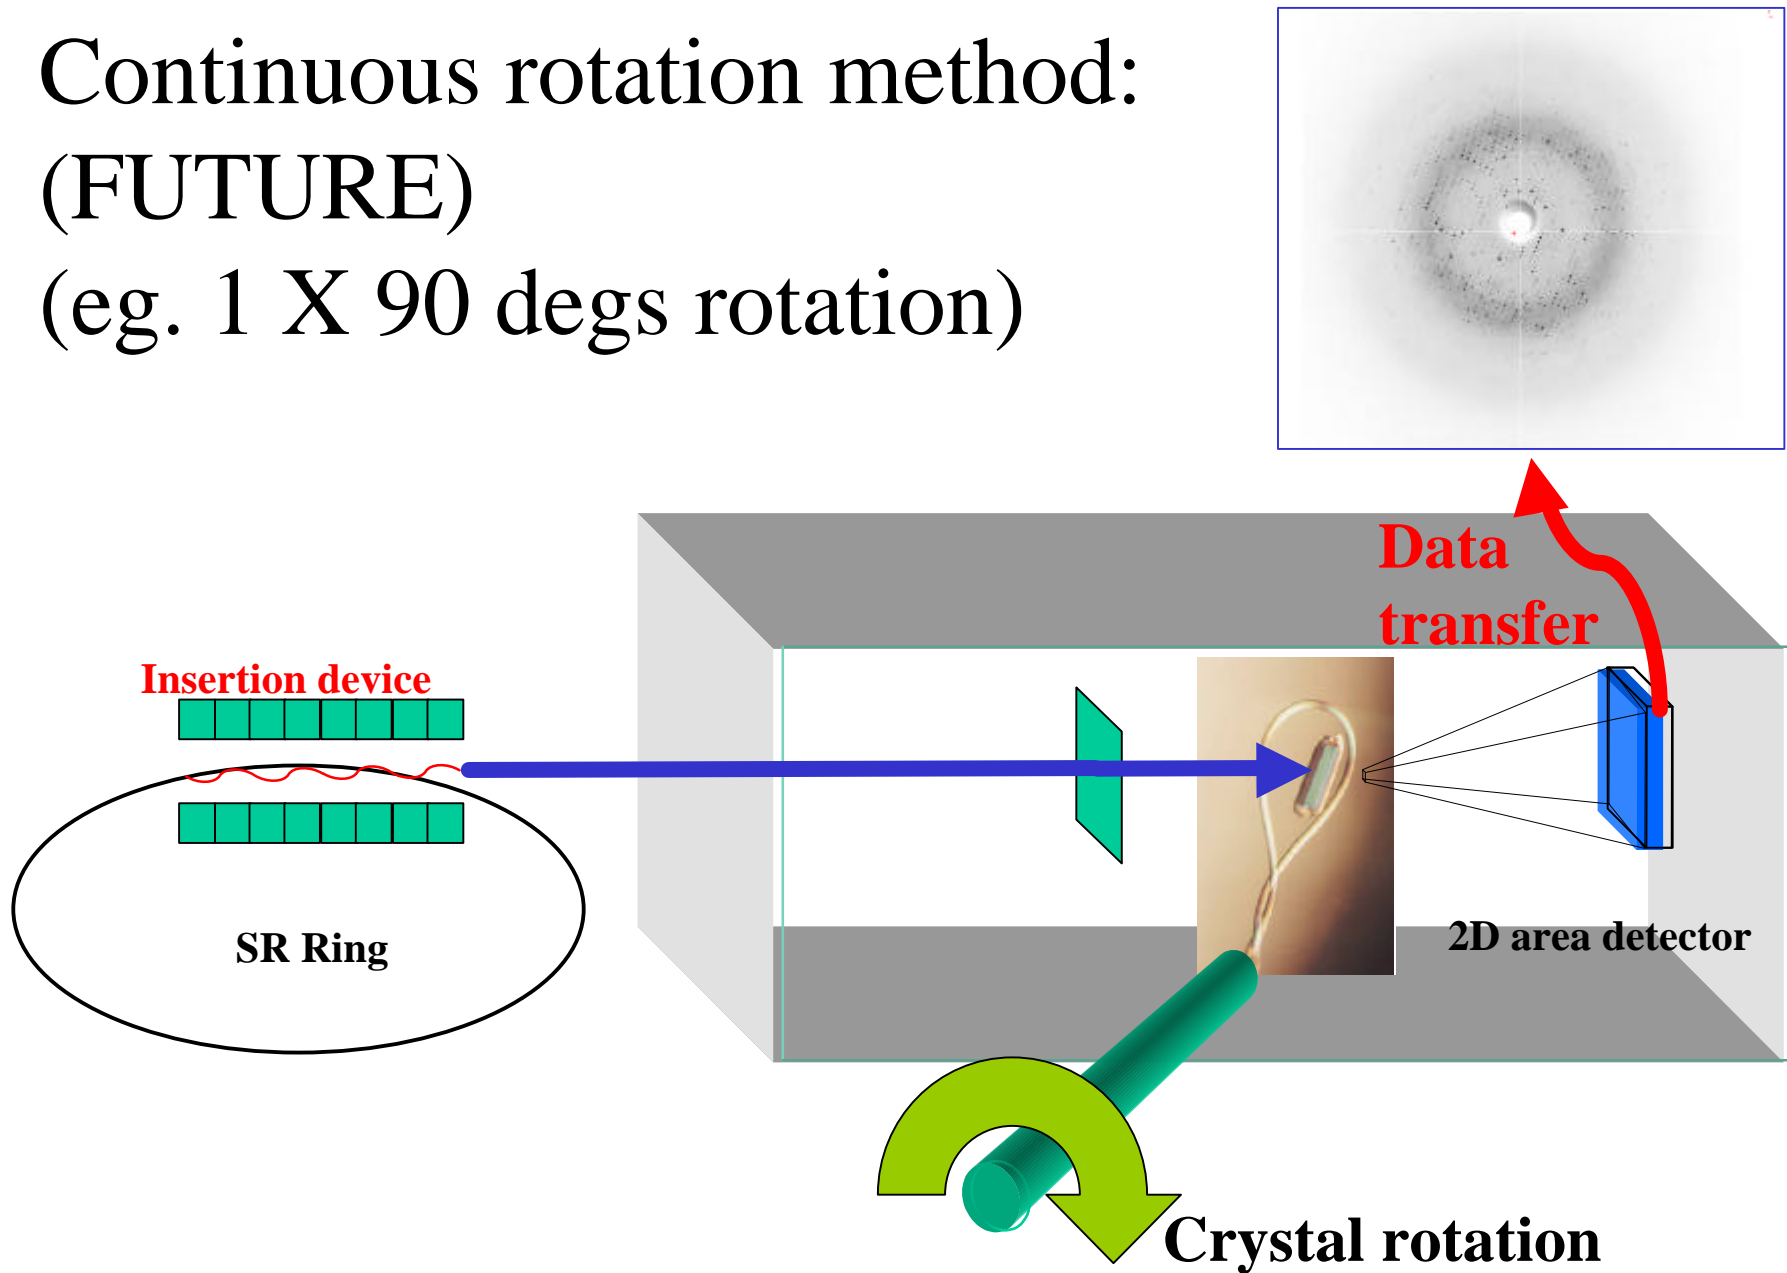 Continuous rotation method:
(FUTURE)
(eg. 1 X 90 degs rotation)
Data
transfer
Insertion device
SR Ring
2D area detector
Crystal rotation